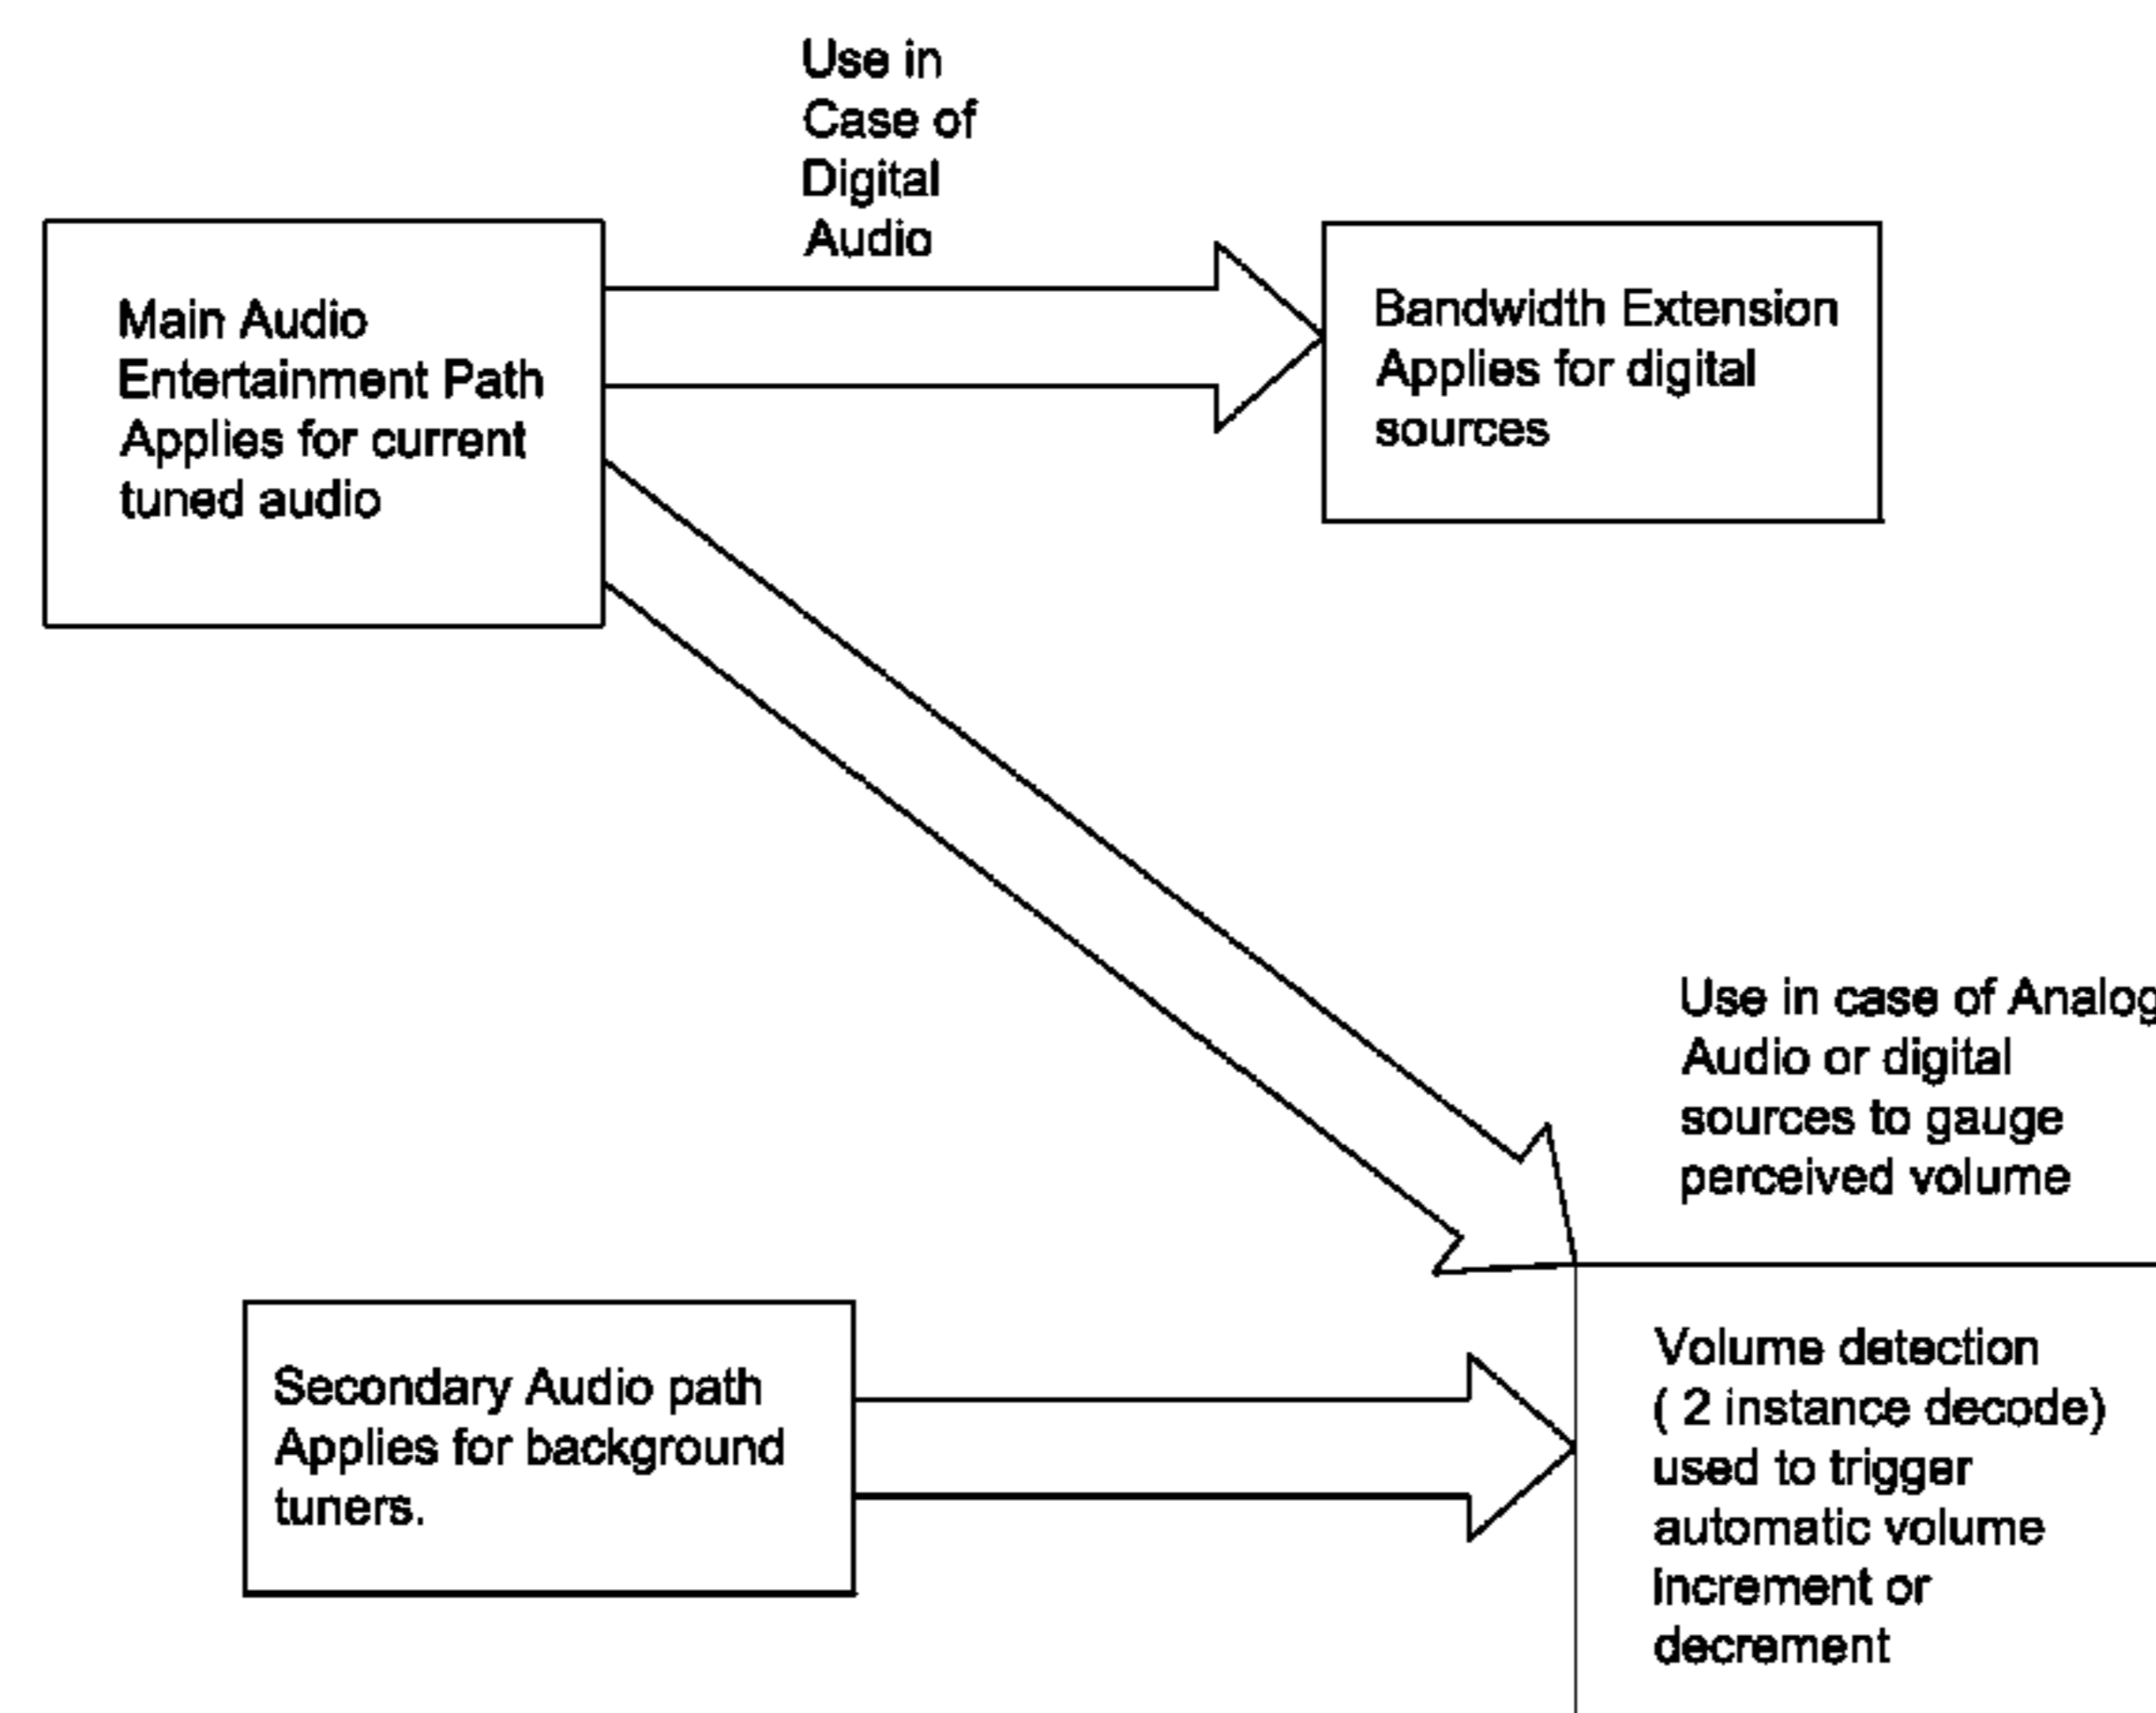 Use in
Case of
Digital
Audio
Main Audio
Entertainment Path
Applies for current
tuned audio
Bandwidth Extension
Applies for digital
sources
Use in case of Analog
Audio or digital
sources to gauge
perceived volume
Secondary Audio path
Applies for background
tuners.
Volume detection
( 2 instance decode)
used to trigger
automatic volume
increment or
decrement